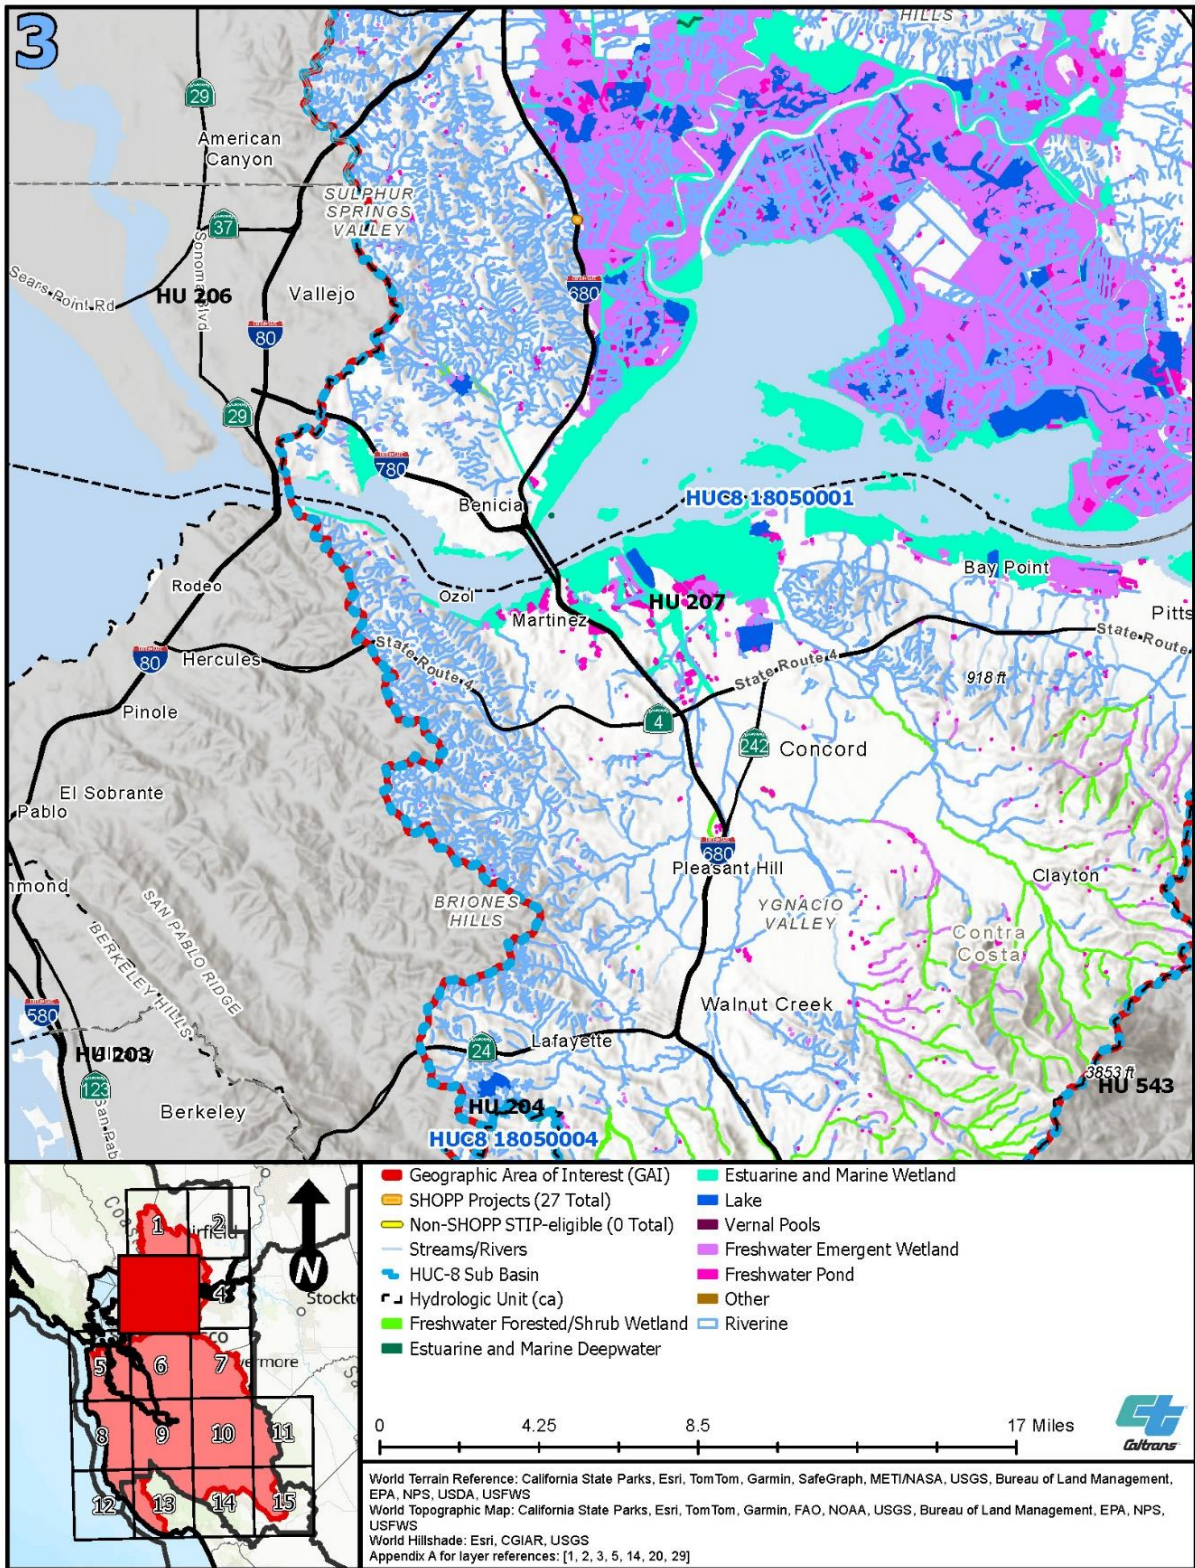 3
HILLS
29
American
Canyon
SULPHUR
SPRINGS
VALLEY
37
Sonoma Blvd
Sears Point Rd
HU 206
Vallejo
680
80
29
780
Benicia
HUC8 18050001
Bay Point
Rodeo
Ozol
HU 207
Martinez
Pitts
State Route 4
State Route
80
Hercules
State Route 4
918 ft
Pinole
4
242
Concord
El Sobrante
Pablo
680
Pleasant Hill
Clayton
mmond
BRIONES
HILLS
YGNACIO
VALLEY
SAN PABLO RIDGE
BERKELEY HILLS
Contra
Costa
580
Walnut Creek
Lafayette
24
HU 203
3853 ft
HU 543
123
San Pab
Berkeley
HU 204
HUC8 18050004
1
2
irfield
4
Stockt
co
5
6
7
vermore
8
9
10
11
12
13
14
15
N
Geographic Area of Interest (GAI)
SHOPP Projects (27 Total)
Non-SHOPP STIP-eligible (0 Total)
Streams/Rivers
HUC-8 Sub Basin
Hydrologic Unit (ca)
Freshwater Forested/Shrub Wetland
Estuarine and Marine Deepwater
Estuarine and Marine Wetland
Lake
Vernal Pools
Freshwater Emergent Wetland
Freshwater Pond
Other
Riverine
0 4.25 8.5 17 Miles
Caltrans
World Terrain Reference: California State Parks, Esri, TomTom, Garmin, SafeGraph, METI/NASA, USGS, Bureau of Land Management,
EPA, NPS, USDA, USFWS
World Topographic Map: California State Parks, Esri, TomTom, Garmin, FAO, NOAA, USGS, Bureau of Land Management, EPA, NPS,
USFWS
World Hillshade: Esri, CGIAR, USGS
Appendix A for layer references: [1, 2, 3, 5, 14, 20, 29]